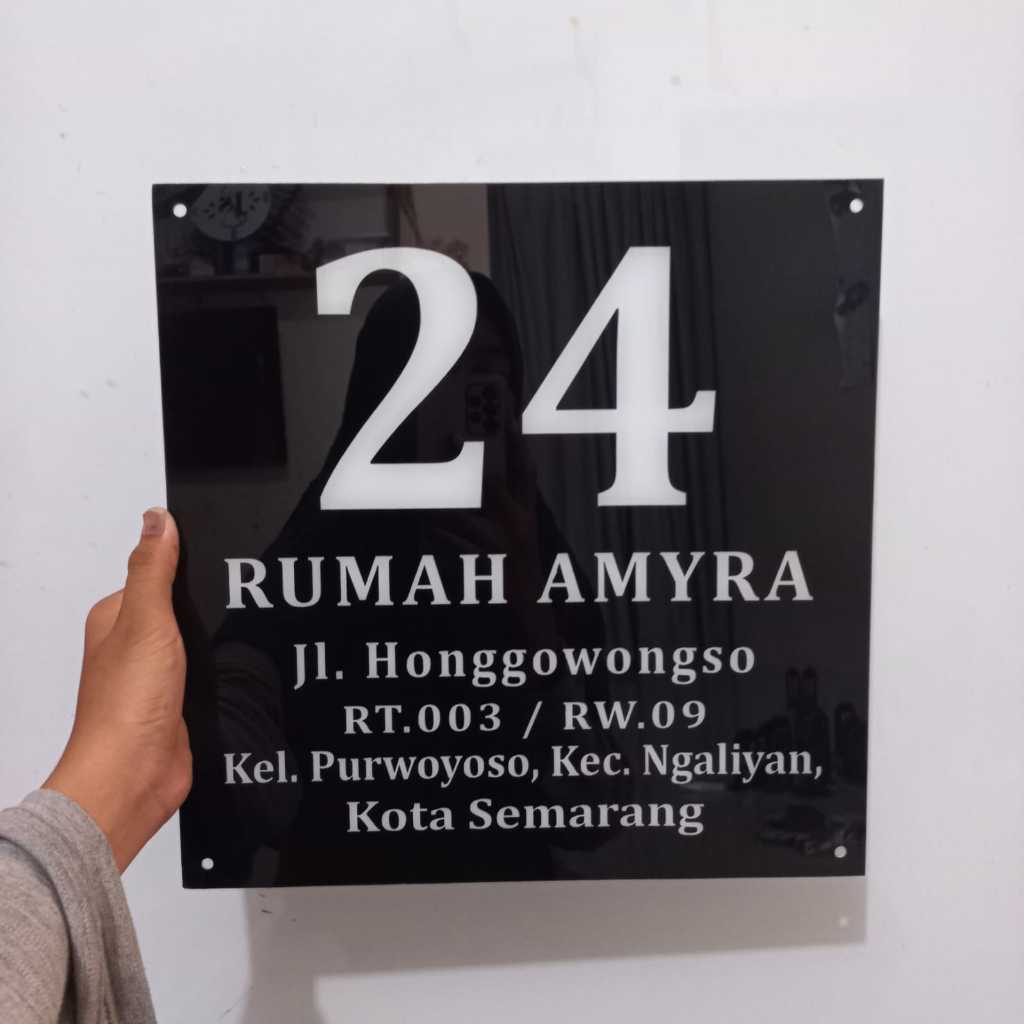 24
RUMAH AMYRA
Jl. Honggowongso
RT.003 / RW.09
Kel. Purwoyoso, Kec. Ngaliyan,
Kota Semarang